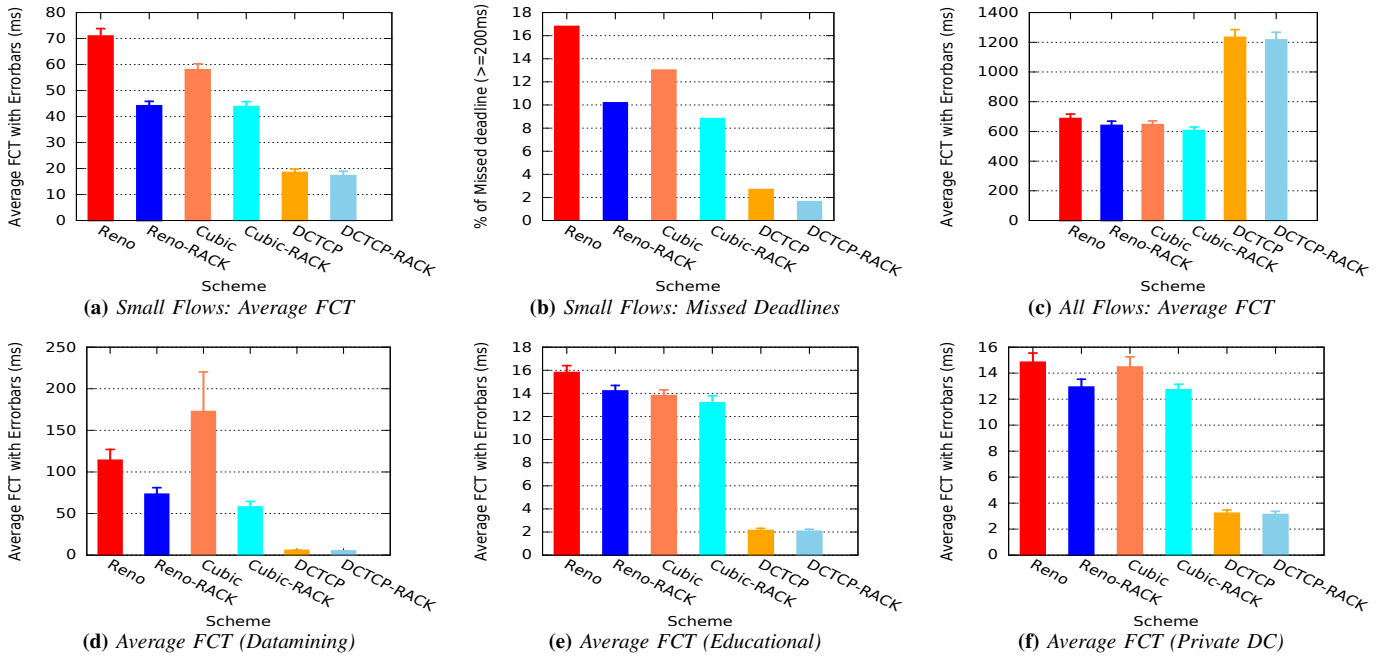 Average FCT with Errorbars (ms)
80
70
60
50
40
30
20
10
0
Reno
Reno-RACK
Cubic
Cubic-RACK
DCTCP
DCTCP-RACK
Scheme
(a) Small Flows: Average FCT
% of Missed deadline (>=200ms)
18
16
14
12
10
8
6
4
2
0
Reno
Reno-RACK
Cubic
Cubic-RACK
DCTCP
DCTCP-RACK
Scheme
(b) Small Flows: Missed Deadlines
Average FCT with Errorbars (ms)
1400
1200
1000
800
600
400
200
0
Reno
Reno-RACK
Cubic
Cubic-RACK
DCTCP
DCTCP-RACK
Scheme
(c) All Flows: Average FCT
Average FCT with Errorbars (ms)
250
200
150
100
50
0
Reno
Reno-RACK
Cubic
Cubic-RACK
DCTCP
DCTCP-RACK
Scheme
(d) Average FCT (Datamining)
Average FCT with Errorbars (ms)
18
16
14
12
10
8
6
4
2
0
Reno
Reno-RACK
Cubic
Cubic-RACK
DCTCP
DCTCP-RACK
Scheme
(e) Average FCT (Educational)
Average FCT with Errorbars (ms)
16
14
12
10
8
6
4
2
0
Reno
Reno-RACK
Cubic
Cubic-RACK
DCTCP
DCTCP-RACK
Scheme
(f) Average FCT (Private DC)